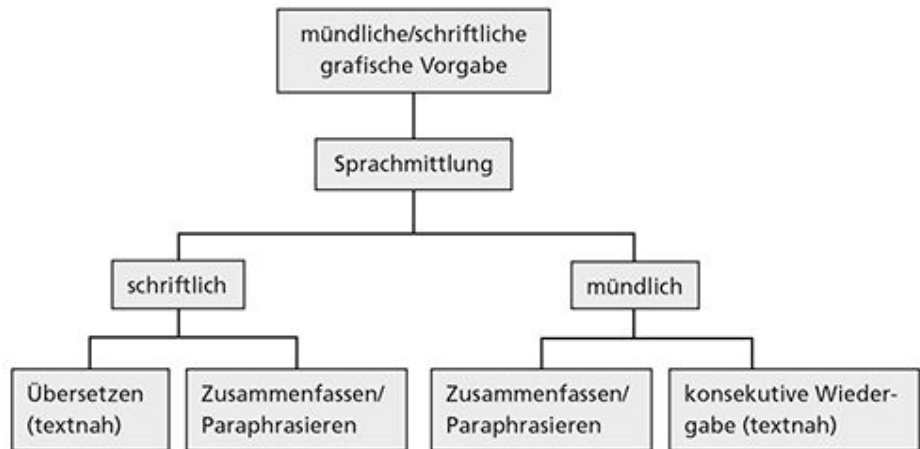 mündliche/schriftliche
grafische Vorgabe
Sprachmittlung
schriftlich
mündlich
Übersetzen
(textnah)
Zusammenfassen/
Paraphrasieren
Zusammenfassen/
Paraphrasieren
konsekutive Wieder-
gabe (textnah)